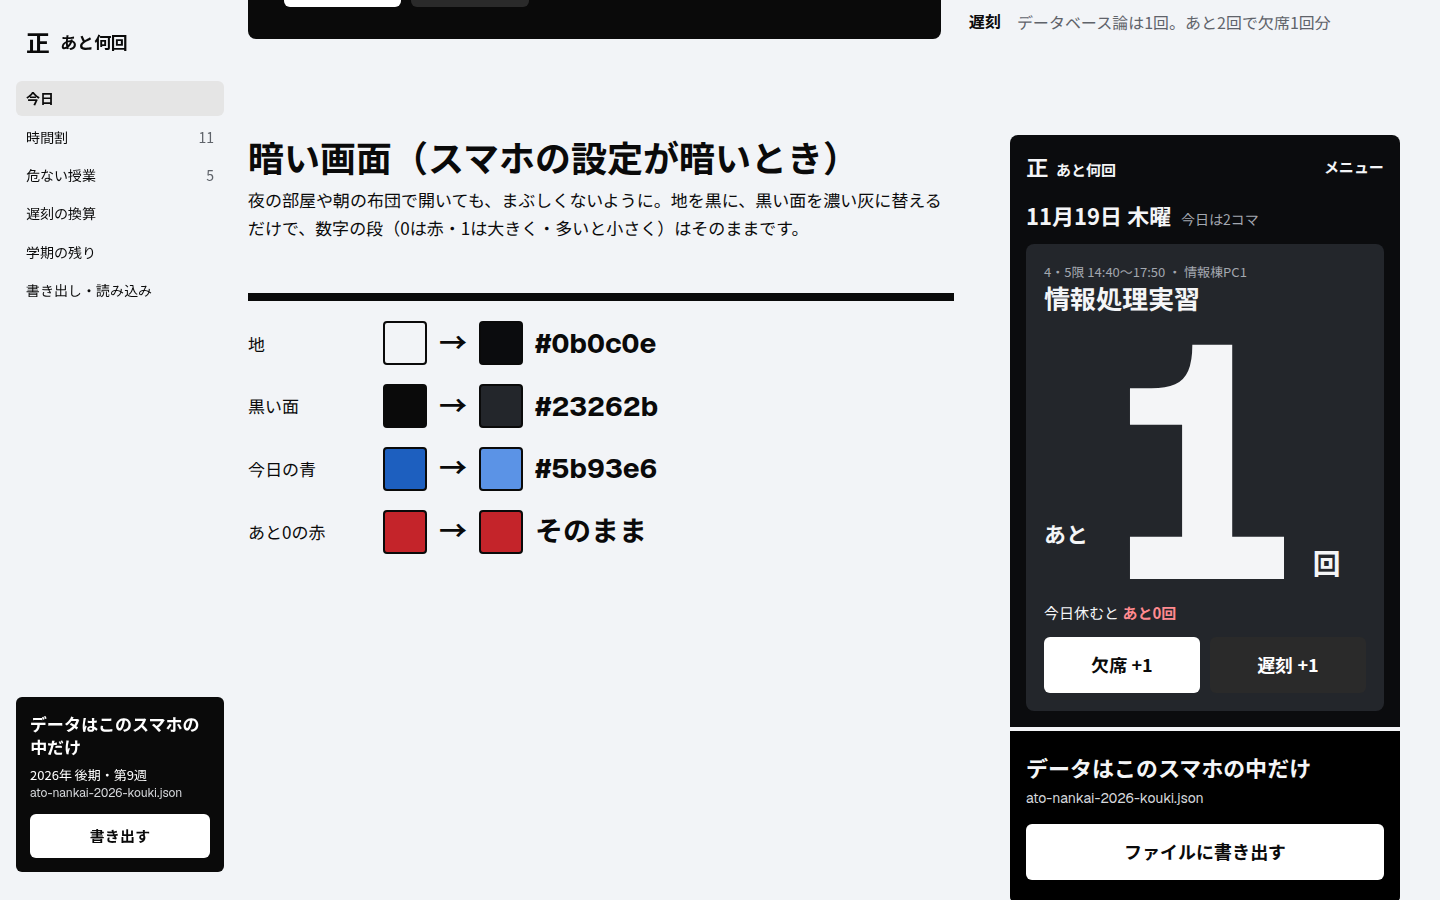 正 あと何回
今日
時間割 11
危ない授業 5
遅刻の換算
学期の残り
書き出し・読み込み
データはこのスマホの
中だけ
2026年 後期・第9週
ato-nankai-2026-kouki.json
書き出す
遅刻 データベース論は1回。あと2回で欠席1回分
暗い画面（スマホの設定が暗いとき）
夜の部屋や朝の布団で開いても、まぶしくないように。地を黒に、黒い面を濃い灰に替える
だけで、数字の段（0は赤・1は大きく・多いと小さく）はそのままです。
地 → #0b0c0e
黒い面 → #23262b
今日の青 → #5b93e6
あと0の赤 → そのまま
正 あと何回 メニュー
11月19日 木曜 今日は2コマ
4・5限 14:40〜17:50 ・ 情報棟PC1
情報処理実習
あと 1 回
今日休むと あと0回
欠席 +1 遅刻 +1
データはこのスマホの中だけ
ato-nankai-2026-kouki.json
ファイルに書き出す